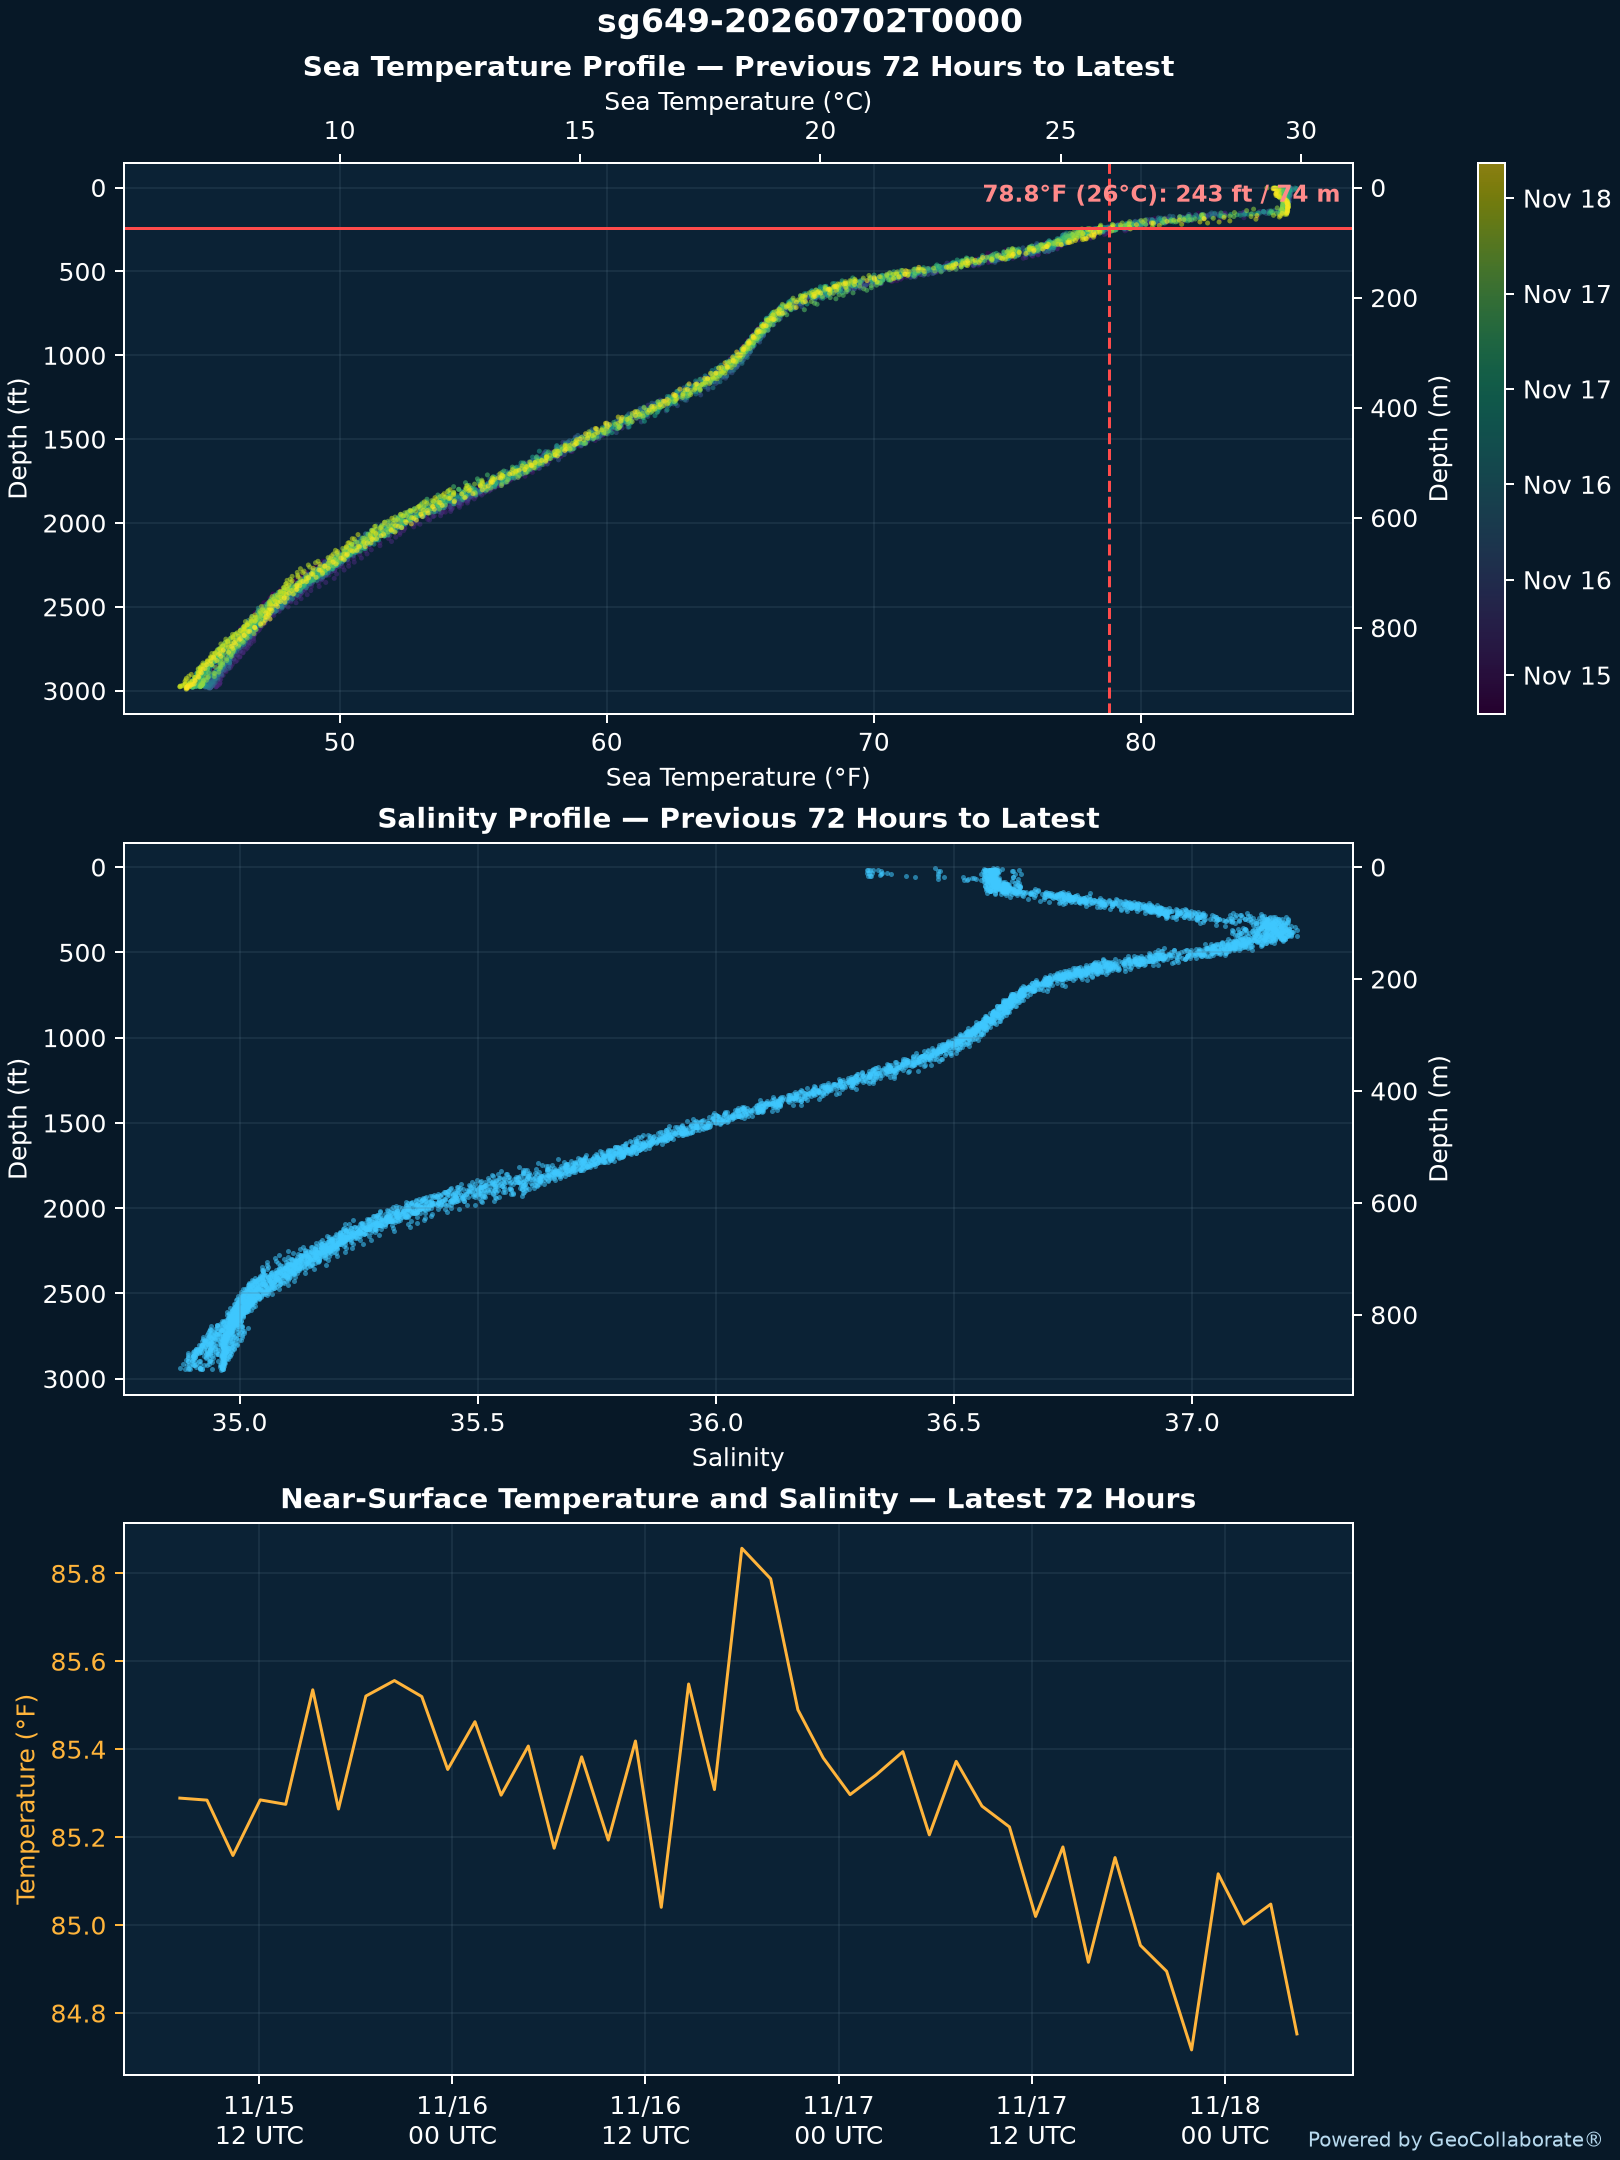 sg649-20260702T0000
Sea Temperature Profile — Previous 72 Hours to Latest
Sea Temperature (°C)
10 15 20 25 30
78.8°F (26°C): 243 ft / 74 m
Depth (ft)
0
500
1000
1500
2000
2500
3000
Depth (m)
0
200
400
600
800
Nov 18
Nov 17
Nov 17
Nov 16
Nov 16
Nov 15
50 60 70 80
Sea Temperature (°F)
Salinity Profile — Previous 72 Hours to Latest
Depth (ft)
0
500
1000
1500
2000
2500
3000
Depth (m)
0
200
400
600
800
35.0 35.5 36.0 36.5 37.0
Salinity
Near-Surface Temperature and Salinity — Latest 72 Hours
Temperature (°F)
85.8
85.6
85.4
85.2
85.0
84.8
11/15 11/16 11/16 11/17 11/17 11/18
12 UTC 00 UTC 12 UTC 00 UTC 12 UTC 00 UTC
Powered by GeoCollaborate®